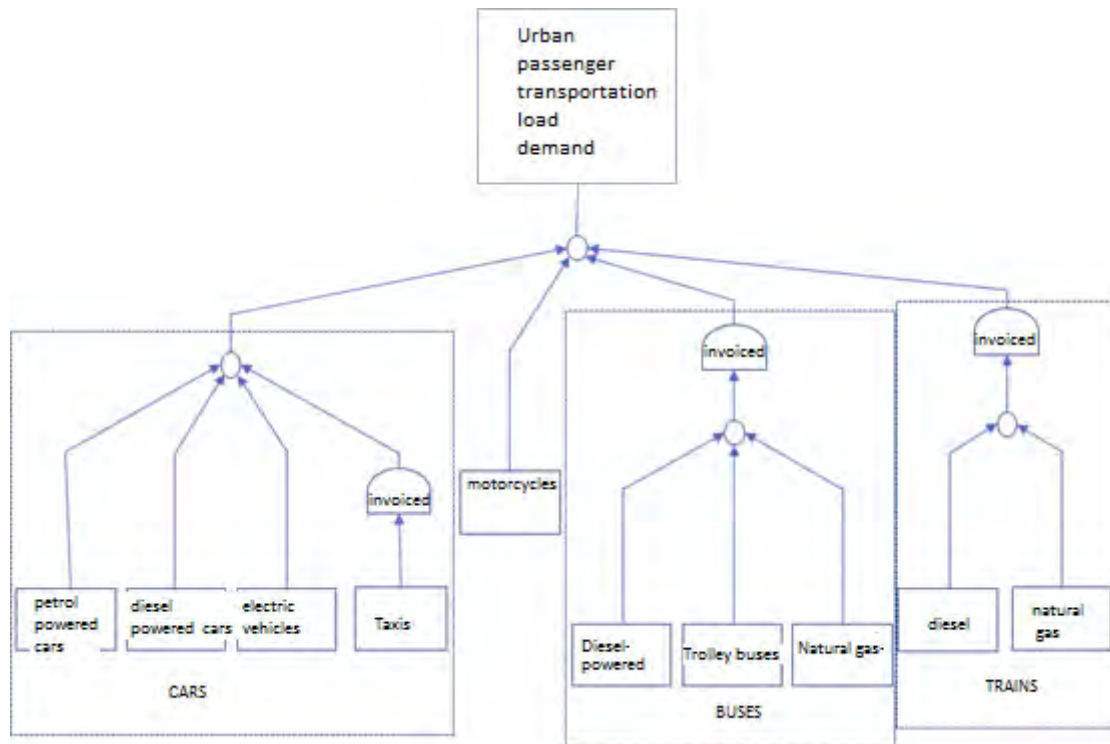 Urban
passenger
transportation
load
demand
invoiced
invoiced
invoiced
motorcycles
petrol
powered
cars
diesel
powered cars
electric
vehicles
Taxis
Diesel-
powered
Trolley buses
Natural gas-
diesel
natural
gas
CARS
BUSES
TRAINS